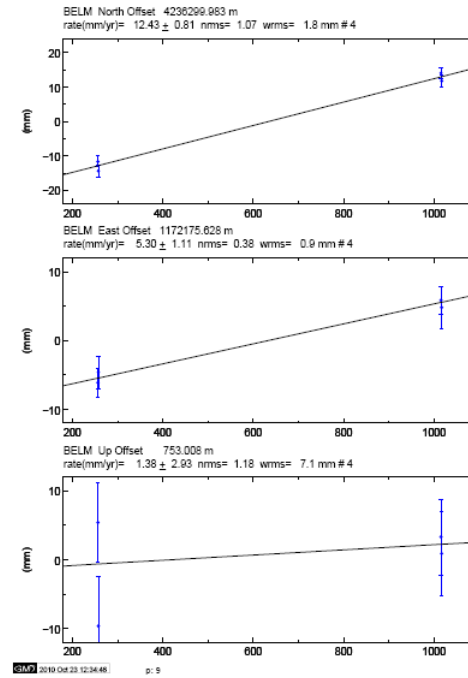 BELM North Offset 4236299.983 m
rate(mm/yr)= 12.43 ± 0.81 nrms= 1.07 wrms= 1.8 mm # 4
20
10
0
−10
−20
(mm)
200 400 600 800 1000
BELM East Offset 1172175.628 m
rate(mm/yr)= 5.30 ± 1.11 nrms= 0.38 wrms= 0.9 mm # 4
10
0
−10
(mm)
200 400 600 800 1000
BELM Up Offset 753.008 m
rate(mm/yr)= 1.38 ± 2.93 nrms= 1.18 wrms= 7.1 mm # 4
10
0
−10
(mm)
200 400 600 800 1000
GMT 2010 Oct 23 12:34:46 p: 9